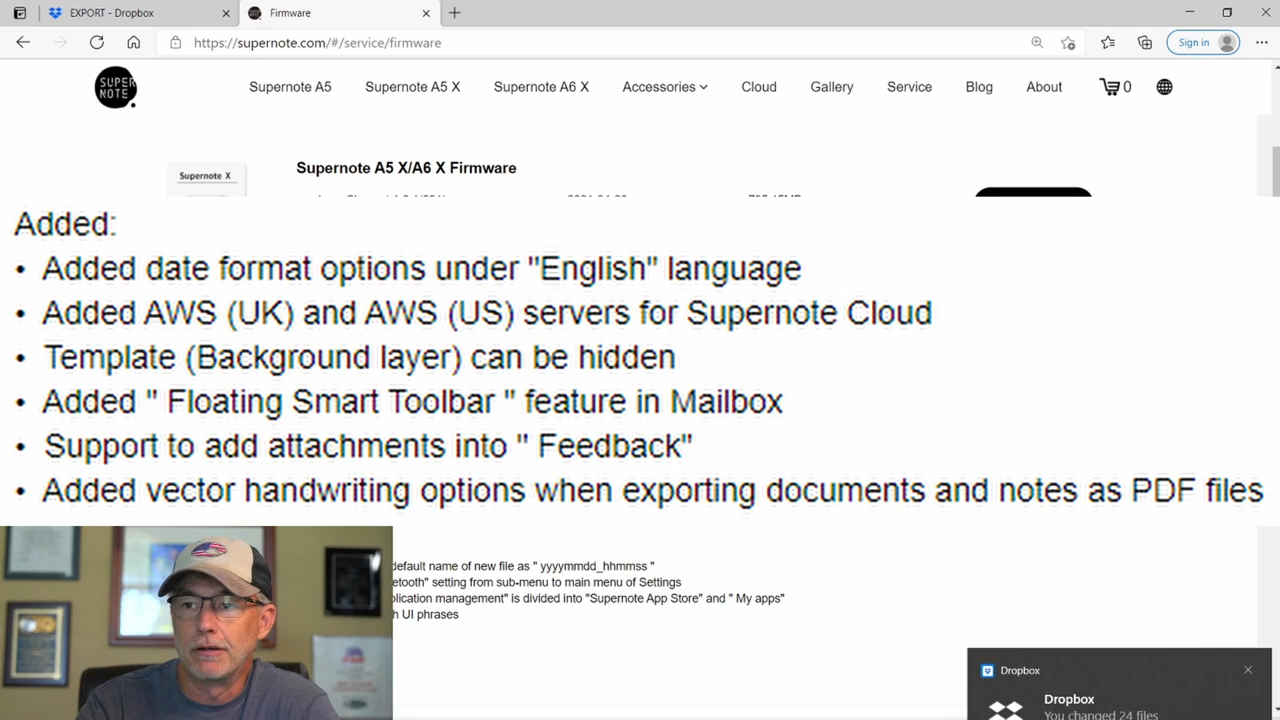 EXPORT - Dropbox
Firmware
https://supernote.com/#/service/firmware
Sign in
SUPER
NOTE
Supernote A5
Supernote A5 X
Supernote A6 X
Accessories
Cloud
Gallery
Service
Blog
About
0
Supernote X
Supernote A5 X/A6 X Firmware
Added:
• Added date format options under "English" language
• Added AWS (UK) and AWS (US) servers for Supernote Cloud
• Template (Background layer) can be hidden
• Added " Floating Smart Toolbar " feature in Mailbox
• Support to add attachments into " Feedback"
• Added vector handwriting options when exporting documents and notes as PDF files
default name of new file as " yyyymmdd_hhmmss "
etooth" setting from sub-menu to main menu of Settings
plication management" is divided into "Supernote App Store" and " My apps"
h UI phrases
Dropbox
Dropbox
You changed 24 files